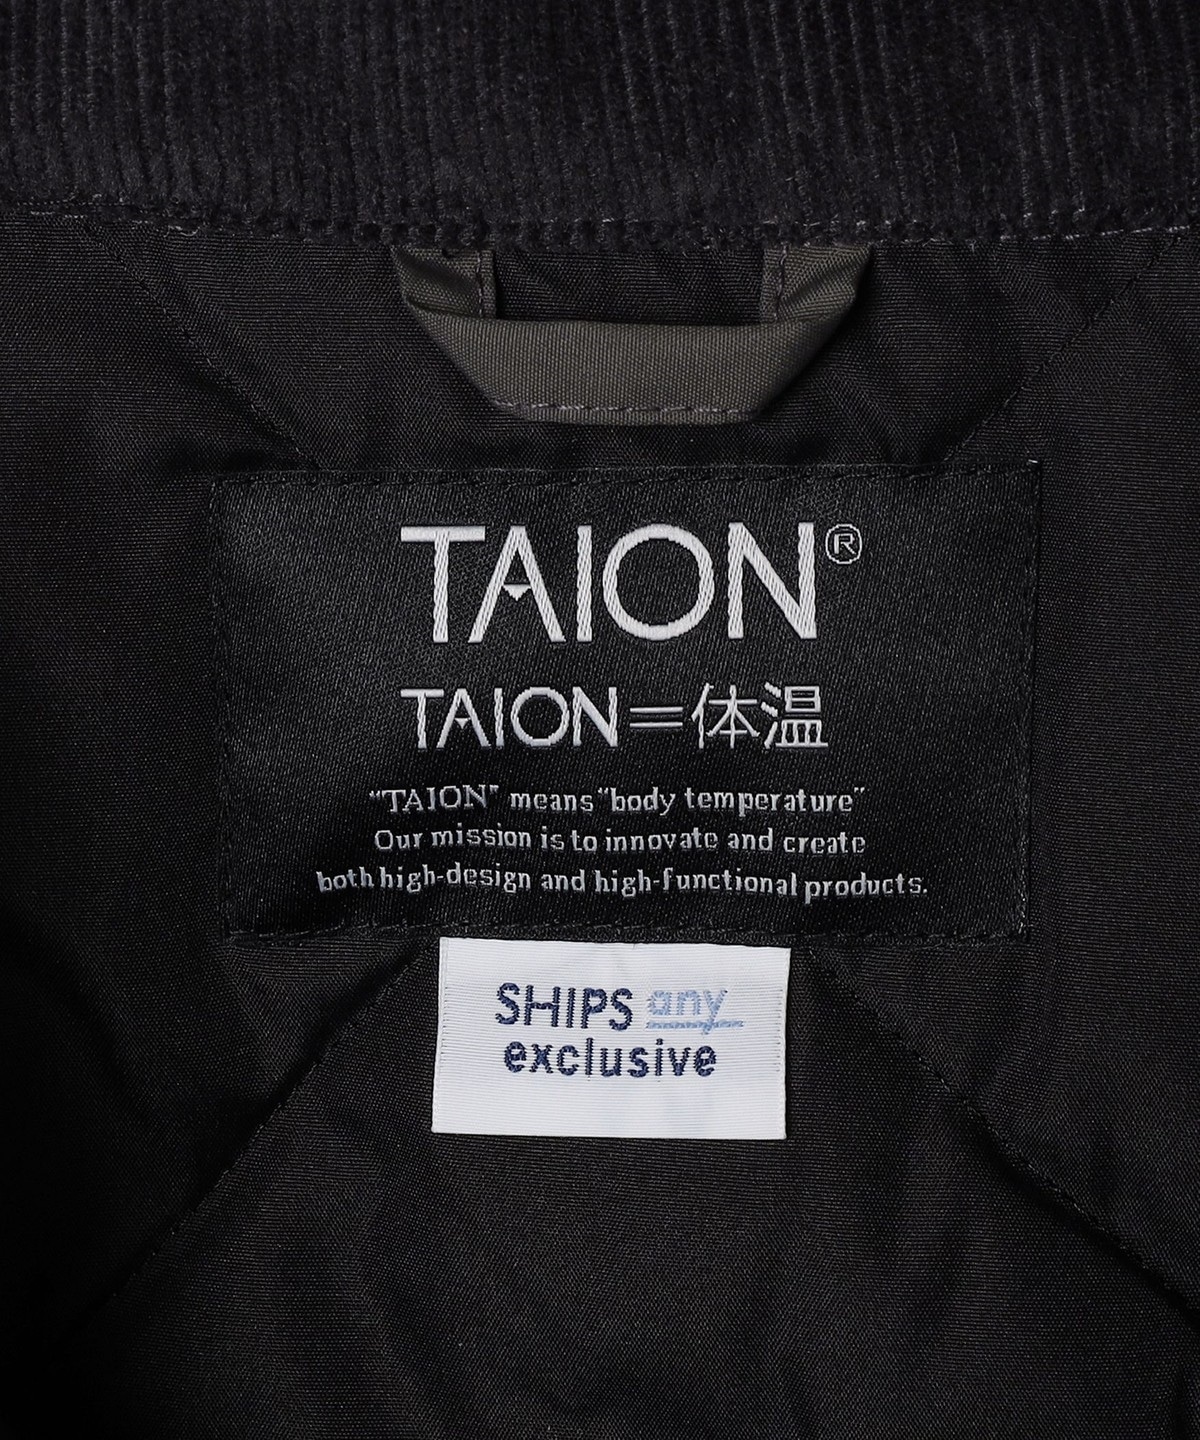 TAION®
TAION=体温
"TAION" means "body temperature"
Our mission is to innovate and create
both high-design and high-functional products.
SHIPS any
exclusive